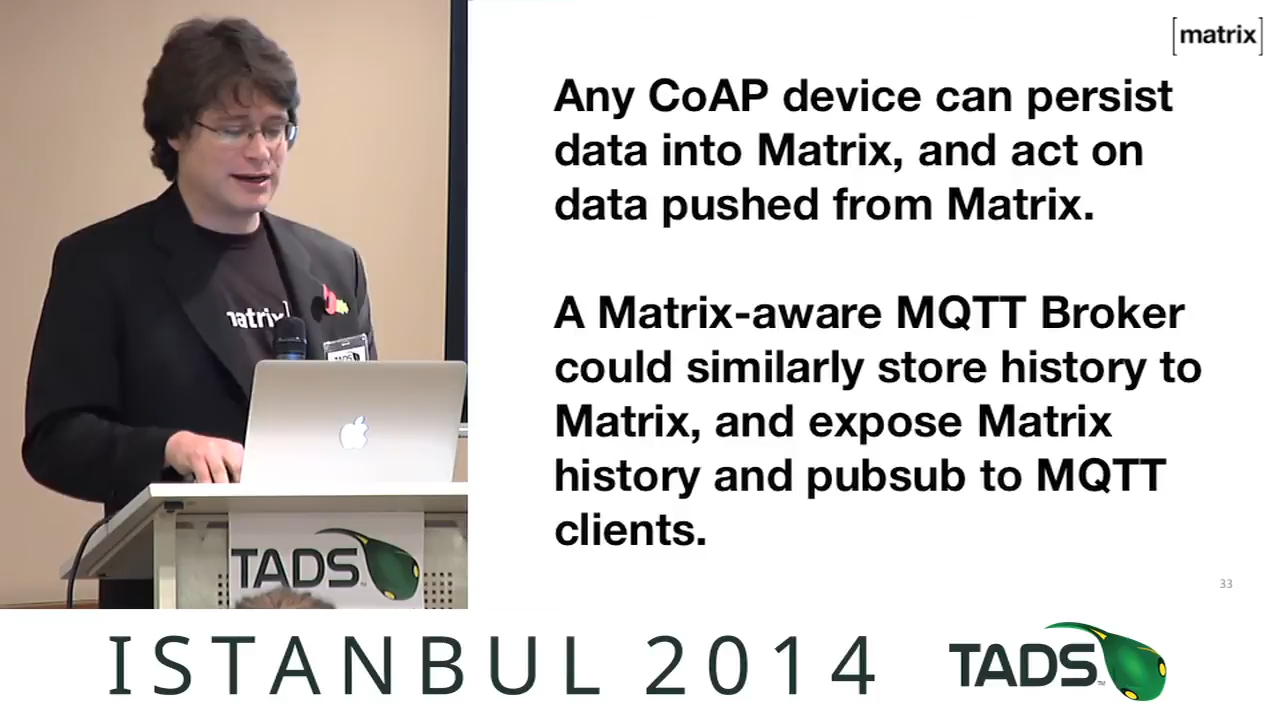 [matrix]
Any CoAP device can persist
data into Matrix, and act on
data pushed from Matrix.
A Matrix-aware MQTT Broker
could similarly store history to
Matrix, and expose Matrix
history and pubsub to MQTT
clients.
33
matrix]
TADS
TADS
ISTANBUL 2014
TADS